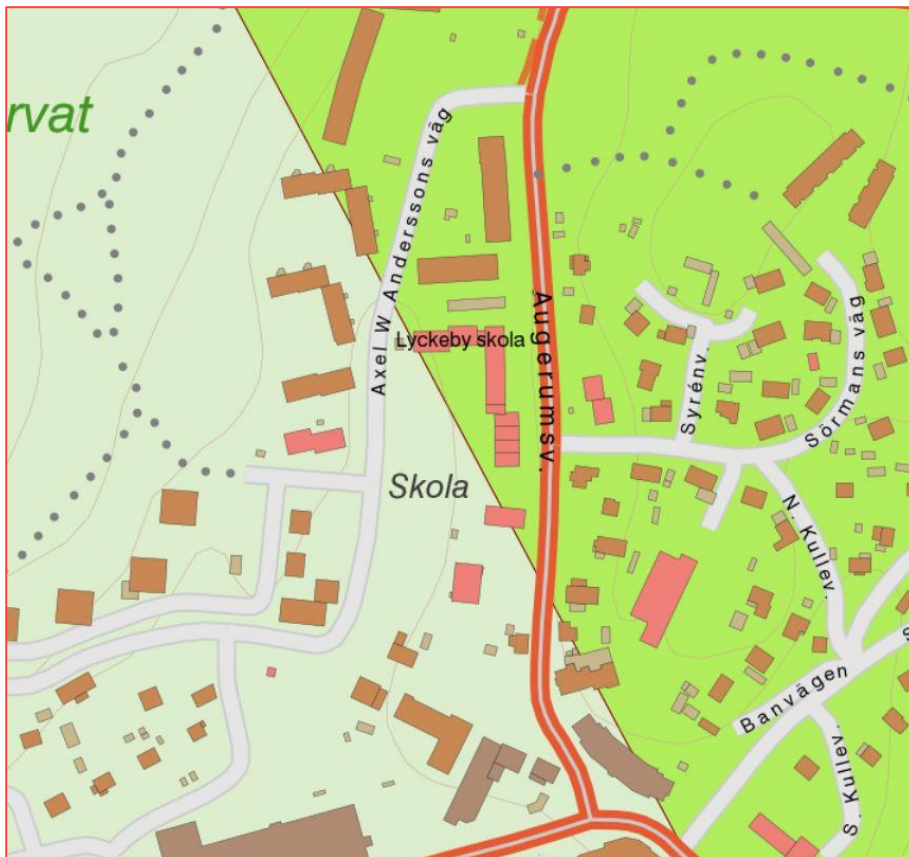 rvat
Axel W Anderssons väg
Lyckeby skola
Augerumsv.
Syrénv.
Sörmans väg
Skola
N. Kullev.
Banvägen
S. Kullev.